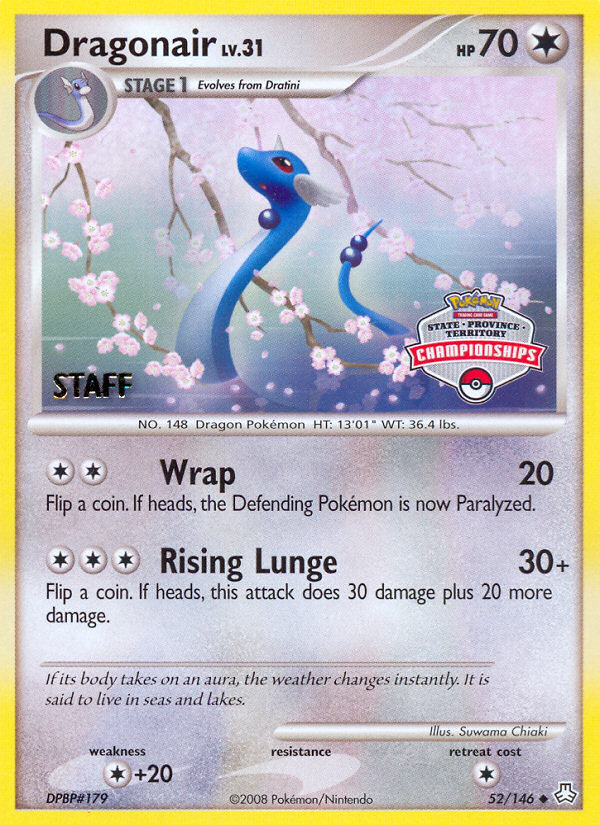 Dragonair LV.31
HP 70
STAGE 1 Evolves from Dratini
POKéMON
TRADING CARD GAME
STATE • PROVINCE •
TERRITORY
CHAMPIONSHIPS
STAFF
NO. 148 Dragon Pokémon HT: 13'01" WT: 36.4 lbs.
Wrap 20
Flip a coin. If heads, the Defending Pokémon is now Paralyzed.
Rising Lunge 30+
Flip a coin. If heads, this attack does 30 damage plus 20 more
damage.
If its body takes on an aura, the weather changes instantly. It is
said to live in seas and lakes.
Illus. Suwama Chiaki
weakness resistance retreat cost
+20
DPBP#179 ©2008 Pokémon/Nintendo 52/146